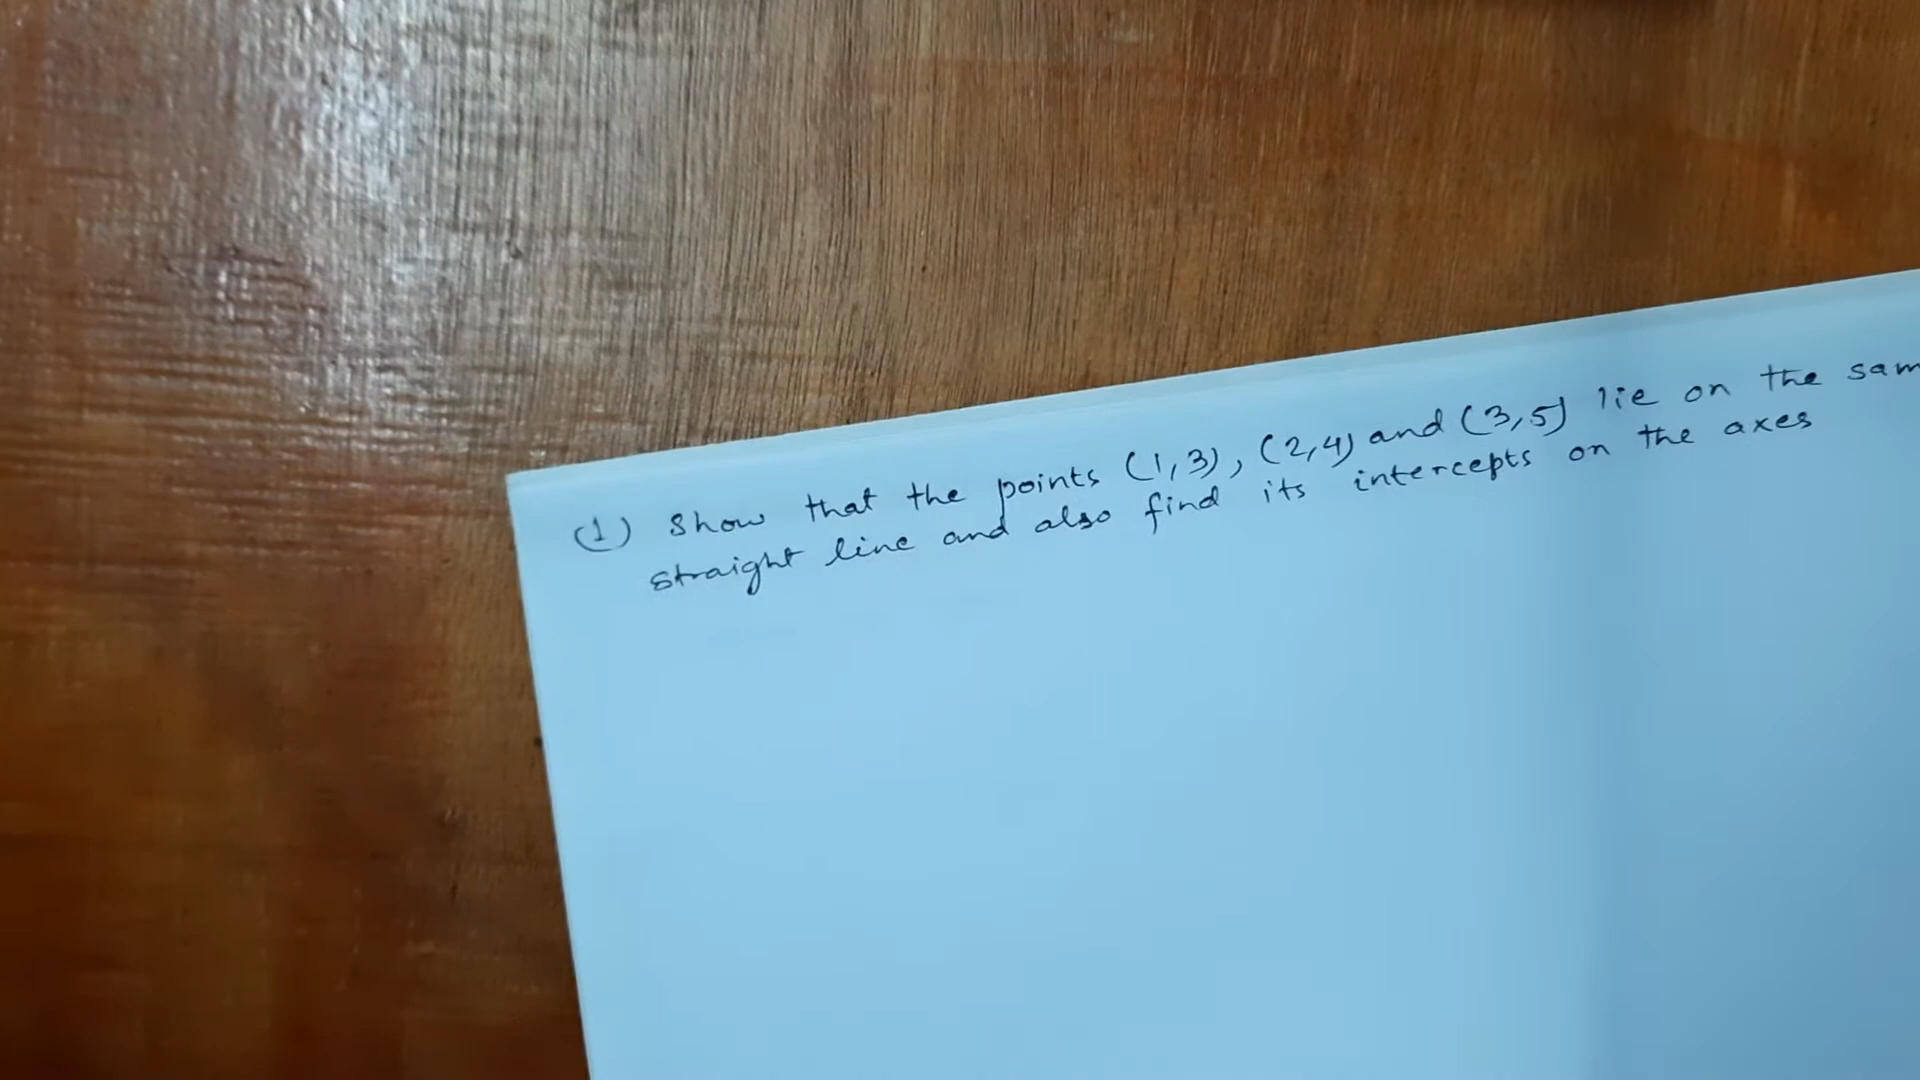 (1) Show that the points (1,3), (2,4) and (3,5) lie on the sam
straight line and also find its intercepts on the axes